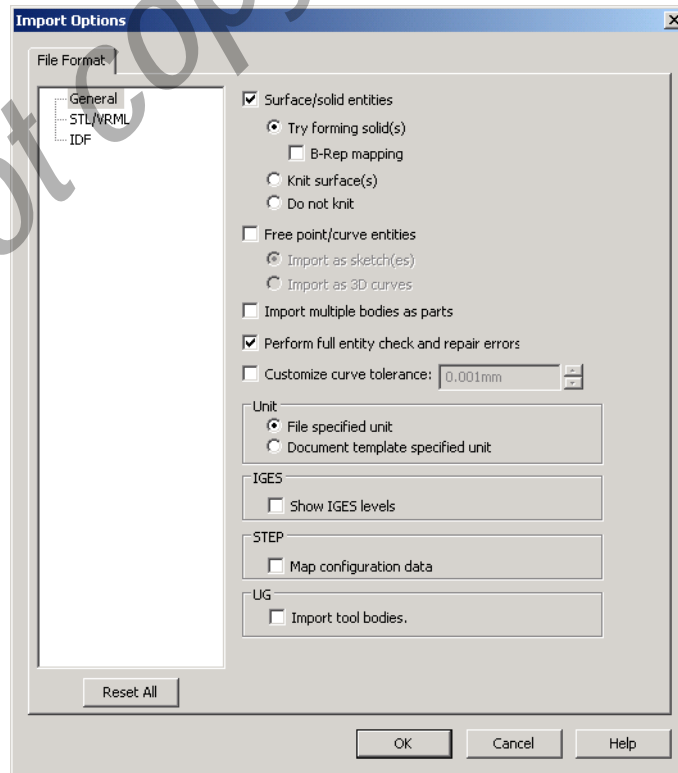 Import Options
File Format
General
STL/VRML
IDF
Surface/solid entities
Try forming solid(s)
B-Rep mapping
Knit surface(s)
Do not knit
Free point/curve entities
Import as sketch(es)
Import as 3D curves
Import multiple bodies as parts
Perform full entity check and repair errors
Customize curve tolerance: 0.001mm
Unit
File specified unit
Document template specified unit
IGES
Show IGES levels
STEP
Map configuration data
UG
Import tool bodies.
Reset All
OK Cancel Help
ot copy